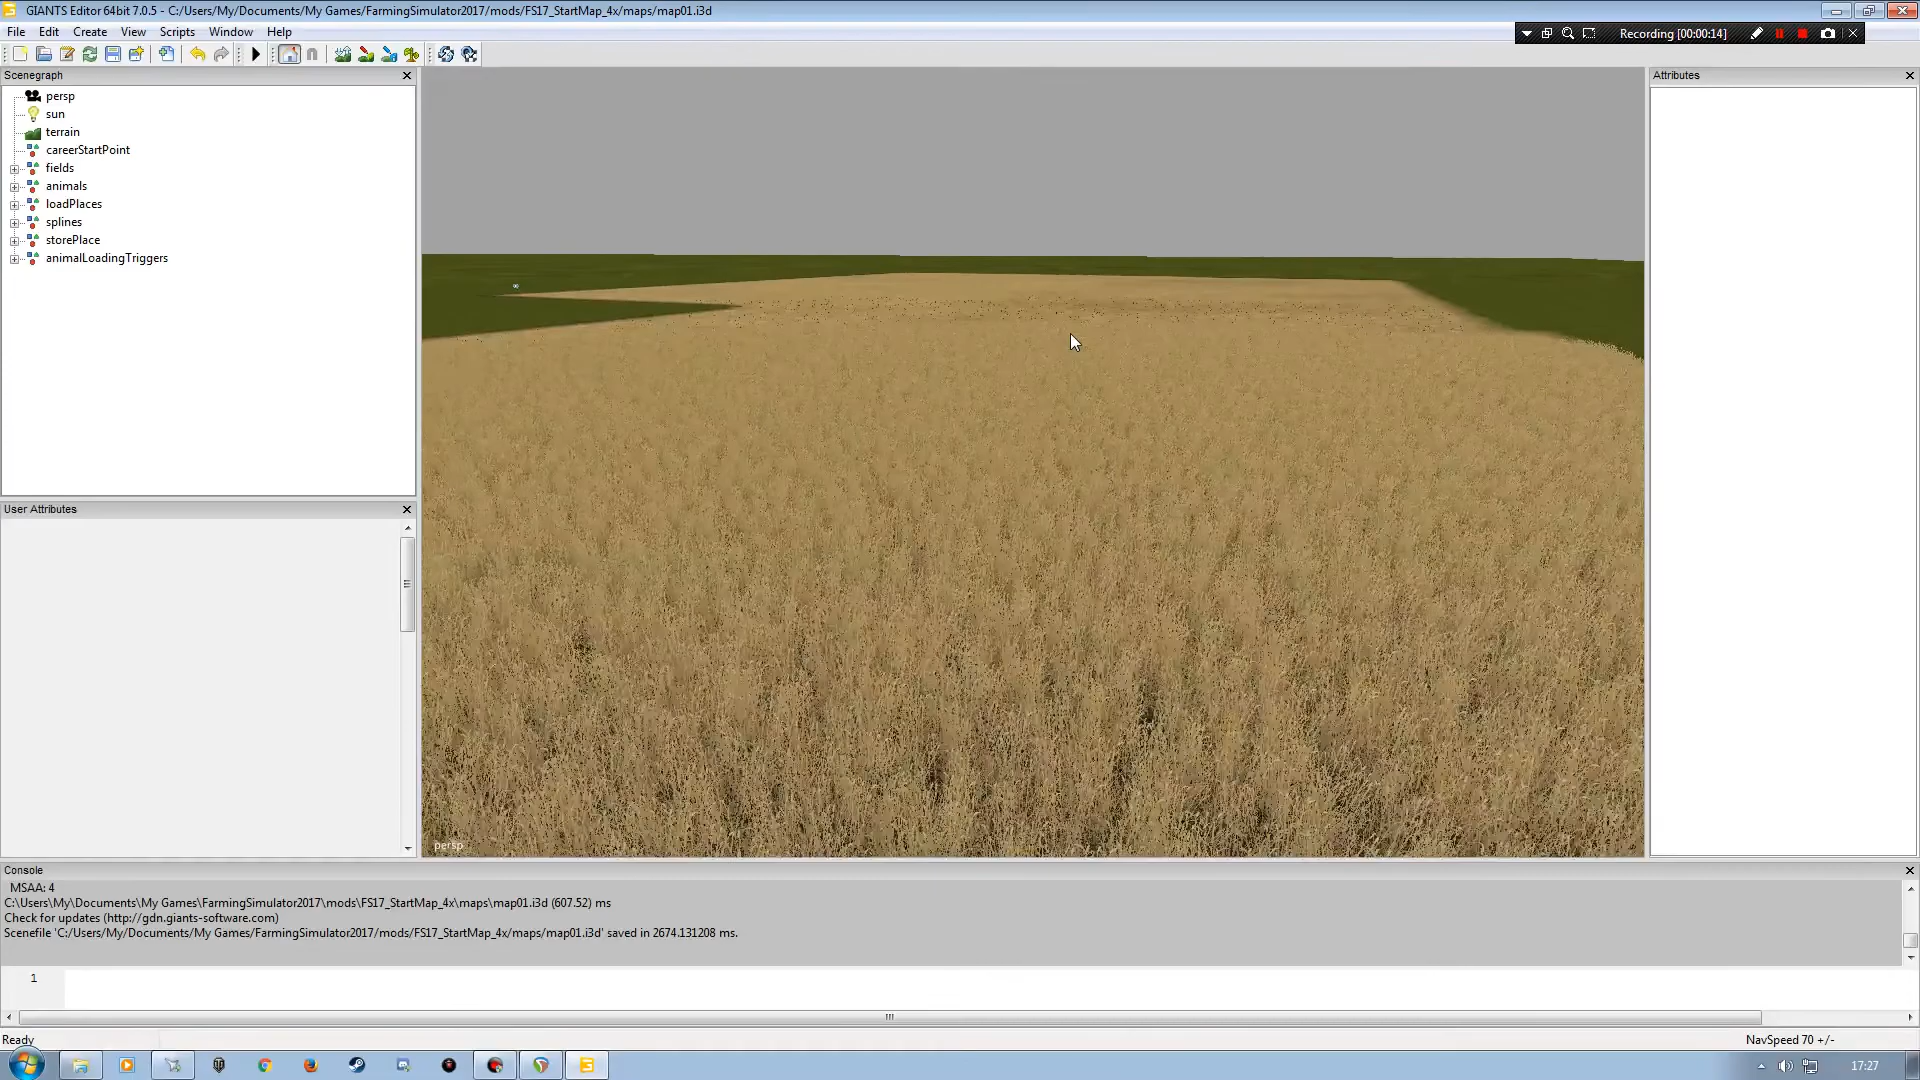 GIANTS Editor 64bit 7.0.5 - C:/Users/My/Documents/My Games/FarmingSimulator2017/mods/FS17_StartMap_4x/maps/map01.i3d
File Edit Create View Scripts Window Help
Recording [00:00:14]
Scenegraph
Attributes
persp
sun
terrain
careerStartPoint
fields
animals
loadPlaces
splines
storePlace
animalLoadingTriggers
User Attributes
persp
Console
MSAA: 4
C:\Users\My\Documents\My Games\FarmingSimulator2017\mods\FS17_StartMap_4x\maps\map01.i3d (607.52) ms
Check for updates (http://gdn.giants-software.com)
Scenefile 'C:/Users/My/Documents/My Games/FarmingSimulator2017/mods/FS17_StartMap_4x/maps/map01.i3d' saved in 2674.131208 ms.
1
Ready
NavSpeed 70 +/-
17:27